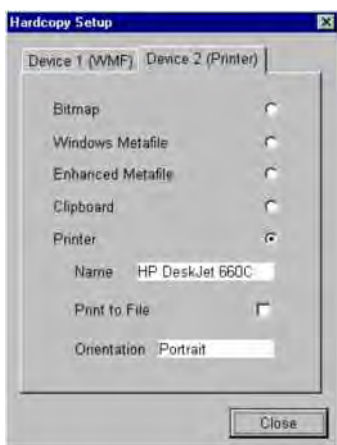 Hardcopy Setup
Device 1 (WMF) Device 2 (Printer)
Bitmap
Windows Metafile
Enhanced Metafile
Clipboard
Printer
Name HP DeskJet 660C
Print to File
Orientation Portrait
Close